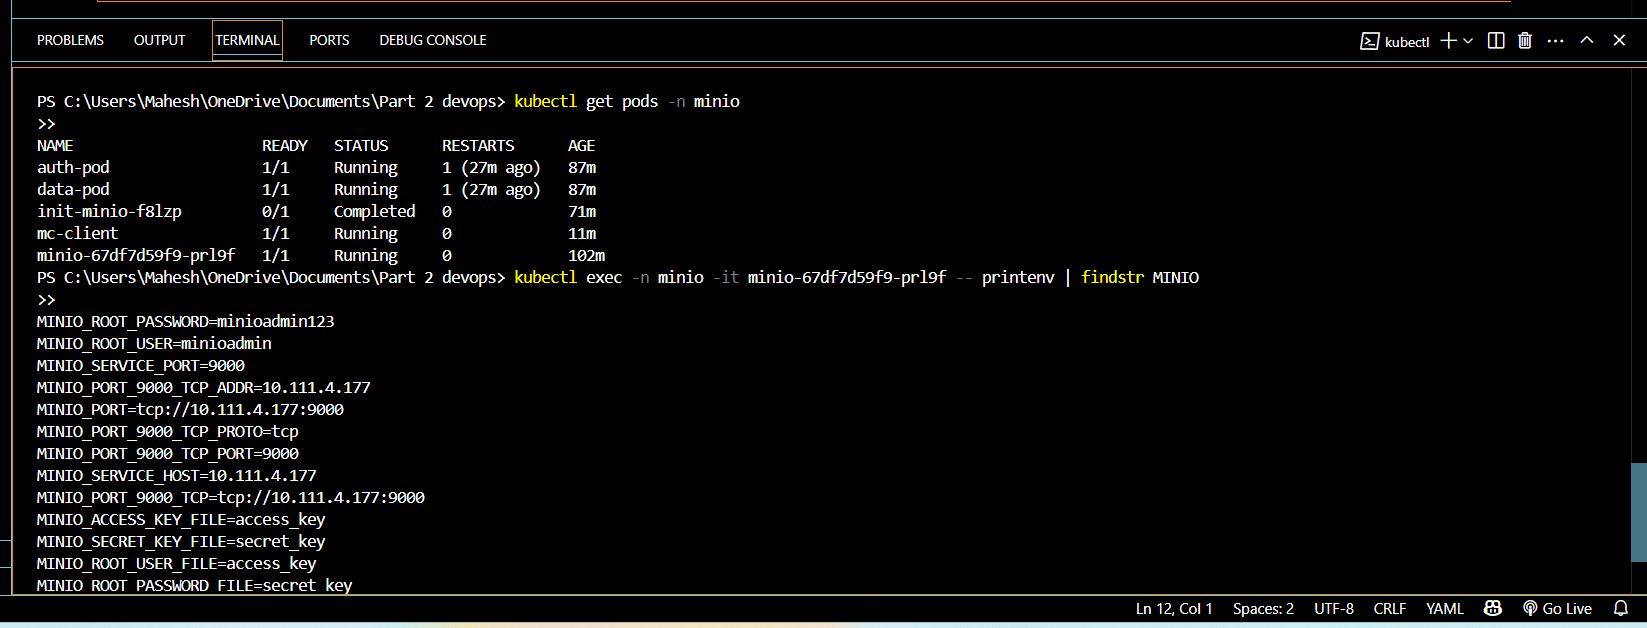 PROBLEMS OUTPUT TERMINAL PORTS DEBUG CONSOLE kubectl
PS C:\Users\Mahesh\OneDrive\Documents\Part 2 devops> kubectl get pods -n minio
>>
NAME READY STATUS RESTARTS AGE
auth-pod 1/1 Running 1 (27m ago) 87m
data-pod 1/1 Running 1 (27m ago) 87m
init-minio-f8lzp 0/1 Completed 0 71m
mc-client 1/1 Running 0 11m
minio-67df7d59f9-prl9f 1/1 Running 0 102m
PS C:\Users\Mahesh\OneDrive\Documents\Part 2 devops> kubectl exec -n minio -it minio-67df7d59f9-prl9f -- printenv | findstr MINIO
>>
MINIO_ROOT_PASSWORD=minioadmin123
MINIO_ROOT_USER=minioadmin
MINIO_SERVICE_PORT=9000
MINIO_PORT_9000_TCP_ADDR=10.111.4.177
MINIO_PORT=tcp://10.111.4.177:9000
MINIO_PORT_9000_TCP_PROTO=tcp
MINIO_PORT_9000_TCP_PORT=9000
MINIO_SERVICE_HOST=10.111.4.177
MINIO_PORT_9000_TCP=tcp://10.111.4.177:9000
MINIO_ACCESS_KEY_FILE=access_key
MINIO_SECRET_KEY_FILE=secret_key
MINIO_ROOT_USER_FILE=access_key
MINIO_ROOT_PASSWORD_FILE=secret_key
Ln 12, Col 1 Spaces: 2 UTF-8 CRLF YAML Go Live